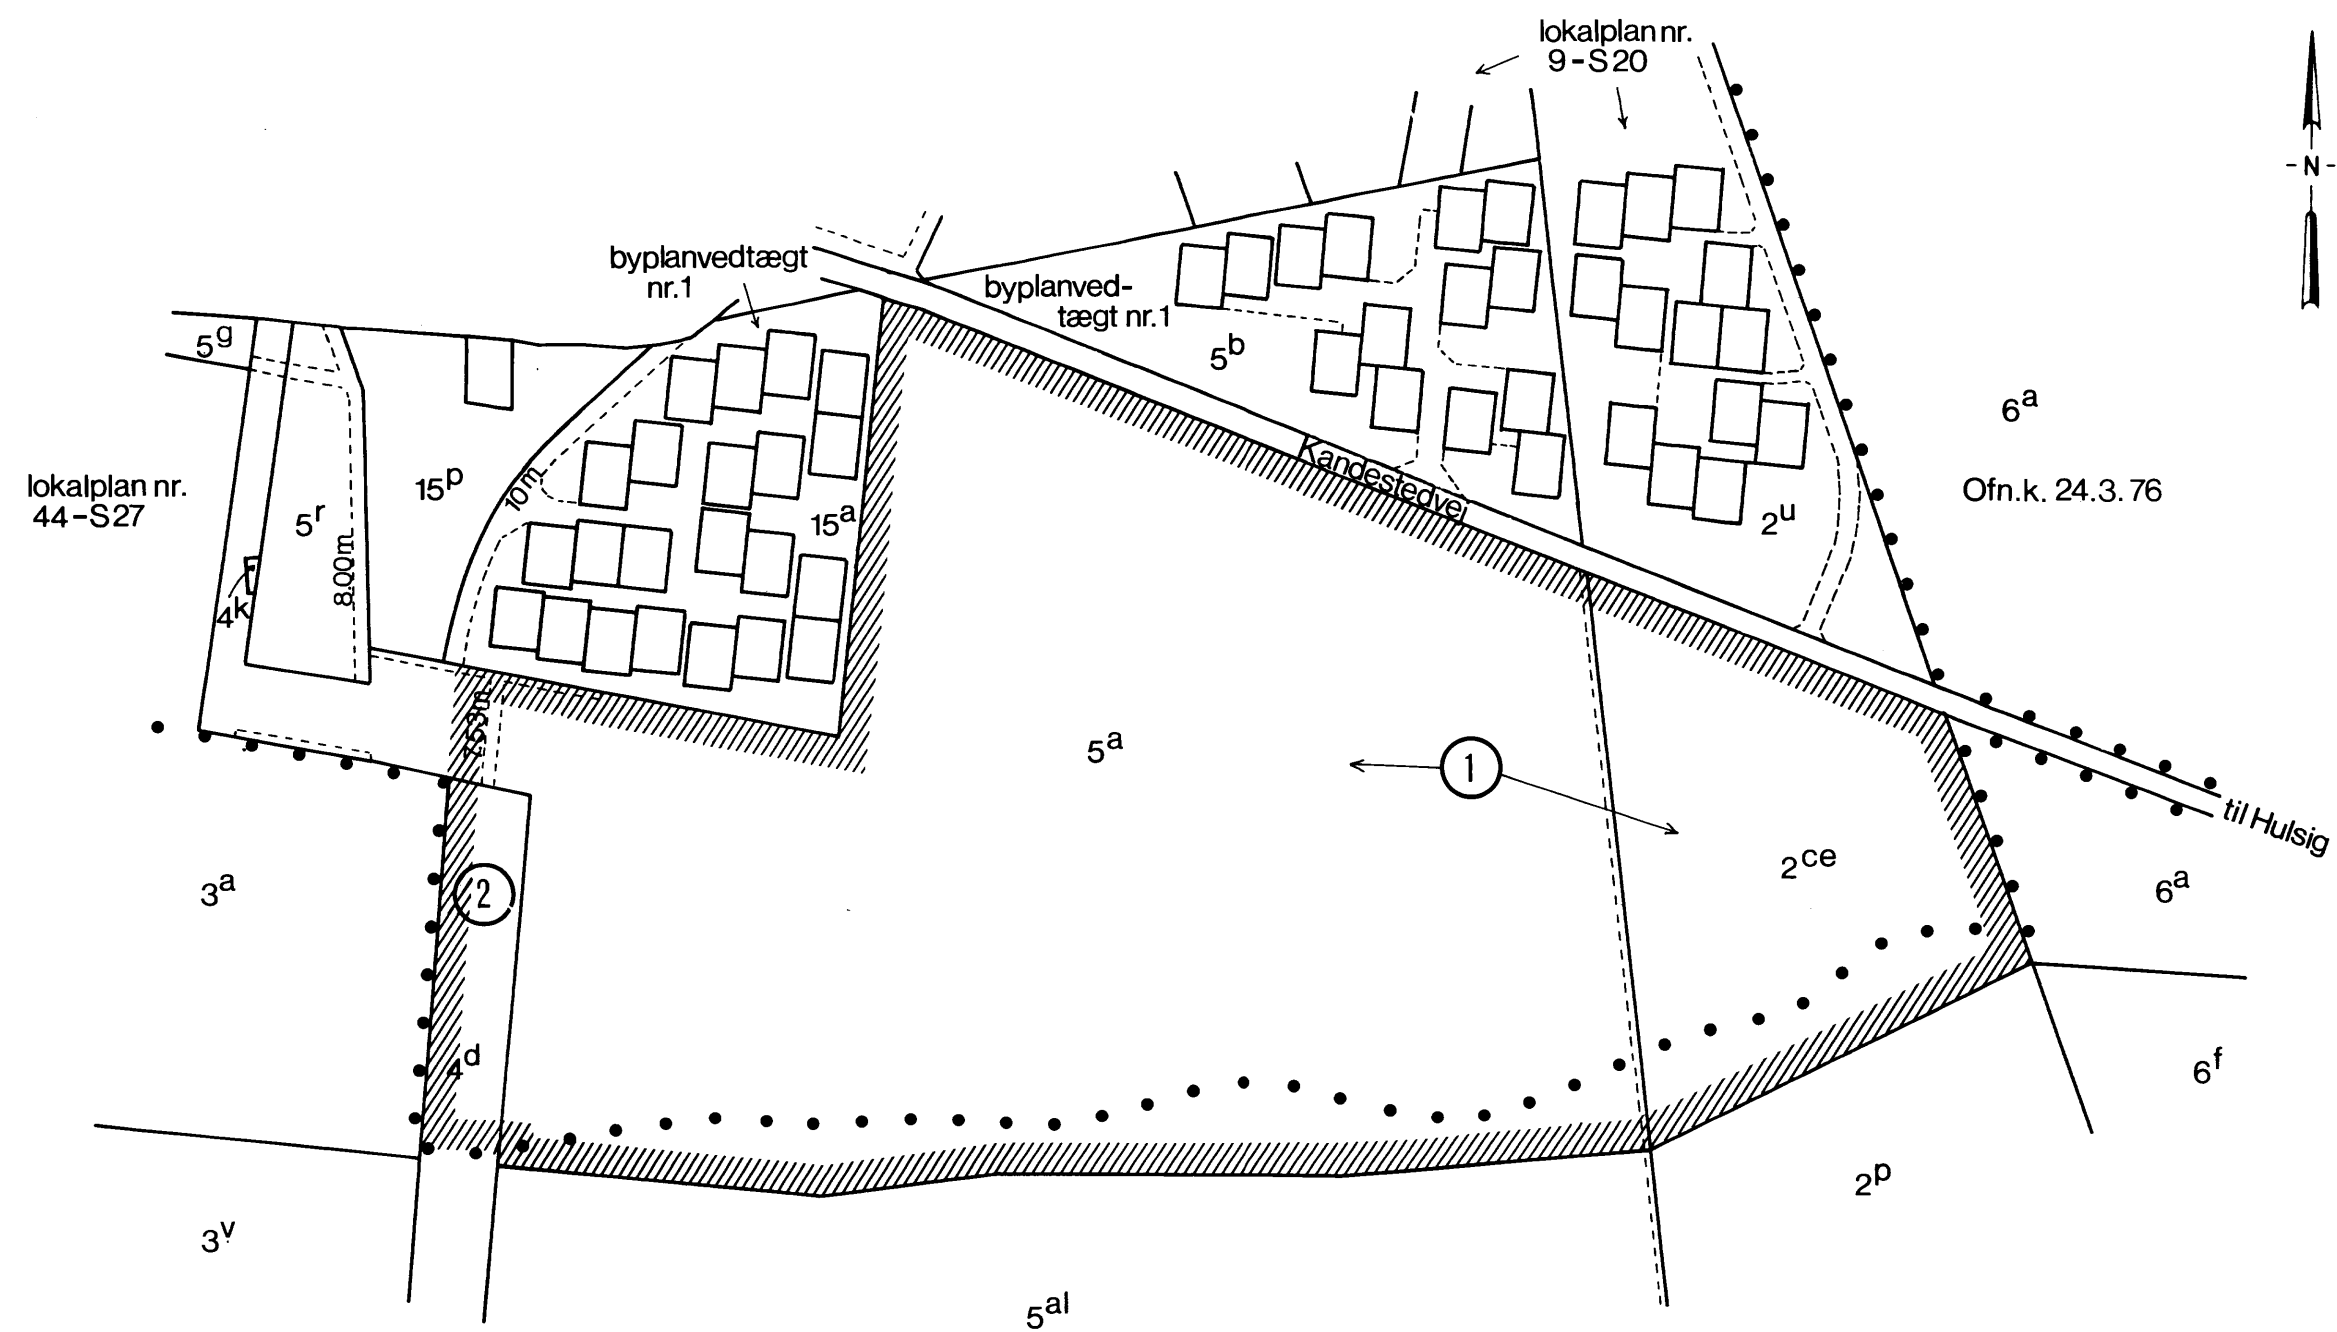 lokalplan nr.
9-S20
-N-
byplanvedtægt
nr.1
byplanved-
tægt nr.1
5g
5b
6a
Ofn.k. 24.3.76
lokalplan nr.
44-S27
15p
10m
15a
5r
8.00m
Kandestedvej
2u
4k
7.53m
5a
1
til Hulsig
2ce
3a
2
6a
4d
6f
2p
3v
5al